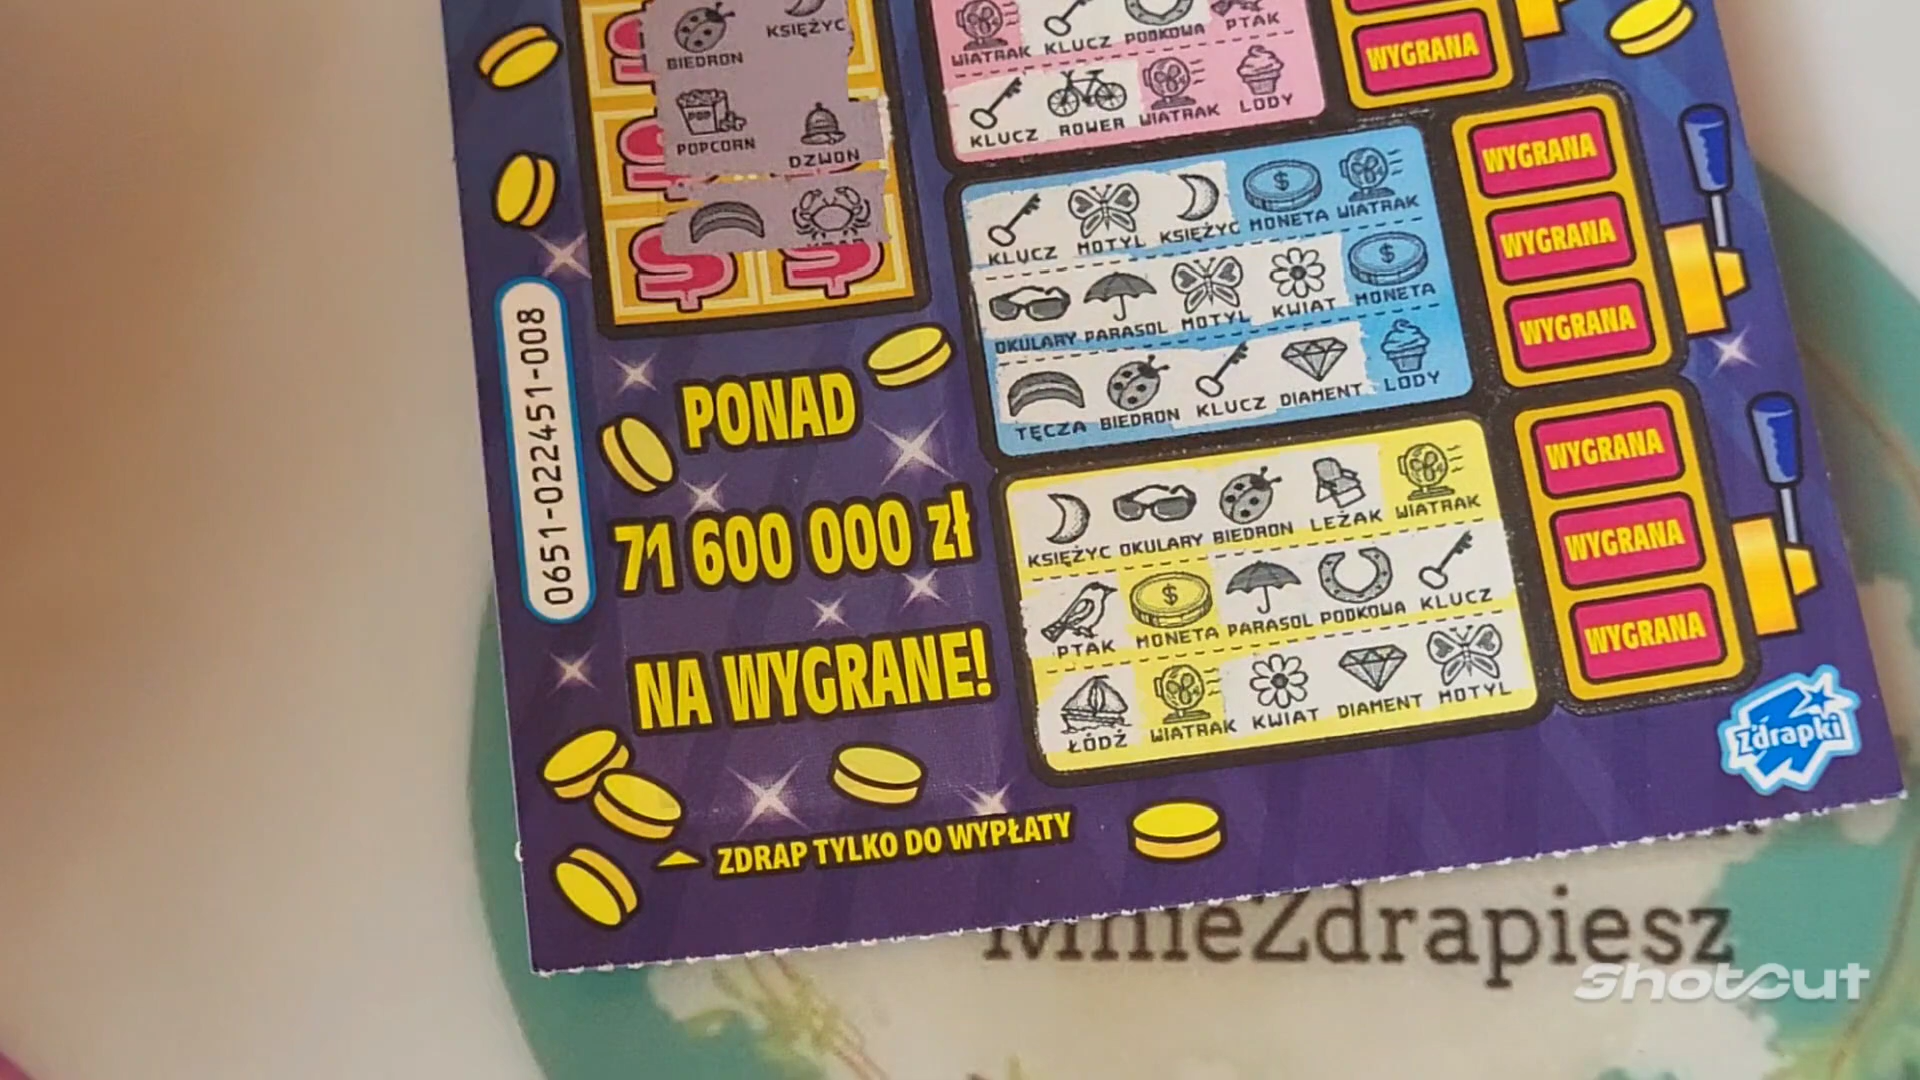 BIEDRON KSIĘŻYC
POPCORN DZWON
WIATRAK KLUCZ PODKOWA PTAK
KLUCZ ROWER WIATRAK LODY
WYGRANA
KLUCZ MOTYL KSIĘŻYC MONETA WIATRAK
OKULARY PARASOL MOTYL KWIAT MONETA
TĘCZA BIEDRON KLUCZ DIAMENT LODY
WYGRANA
WYGRANA
WYGRANA
KSIĘŻYC OKULARY BIEDRON LEŻAK WIATRAK
PTAK MONETA PARASOL PODKOWA KLUCZ
ŁÓDŹ WIATRAK KWIAT DIAMENT MOTYL
WYGRANA
WYGRANA
WYGRANA
0651-022451-008
PONAD
71 600 000 zł
NA WYGRANE!
ZDRAP TYLKO DO WYPŁATY
Zdrapki
MnieZdrapiesz
Shotcut